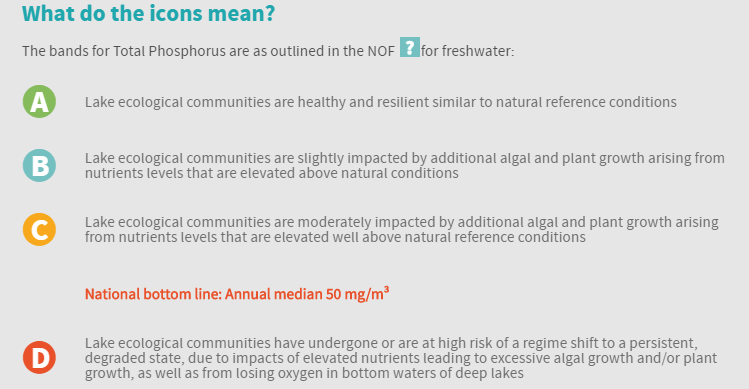 What do the icons mean?
The bands for Total Phosphorus are as outlined in the NOF ? for freshwater:
A Lake ecological communities are healthy and resilient similar to natural reference conditions
B Lake ecological communities are slightly impacted by additional algal and plant growth arising from
nutrients levels that are elevated above natural conditions
C Lake ecological communities are moderately impacted by additional algal and plant growth arising
from nutrients levels that are elevated well above natural reference conditions
National bottom line: Annual median 50 mg/m³
D Lake ecological communities have undergone or are at high risk of a regime shift to a persistent,
degraded state, due to impacts of elevated nutrients leading to excessive algal growth and/or plant
growth, as well as from losing oxygen in bottom waters of deep lakes